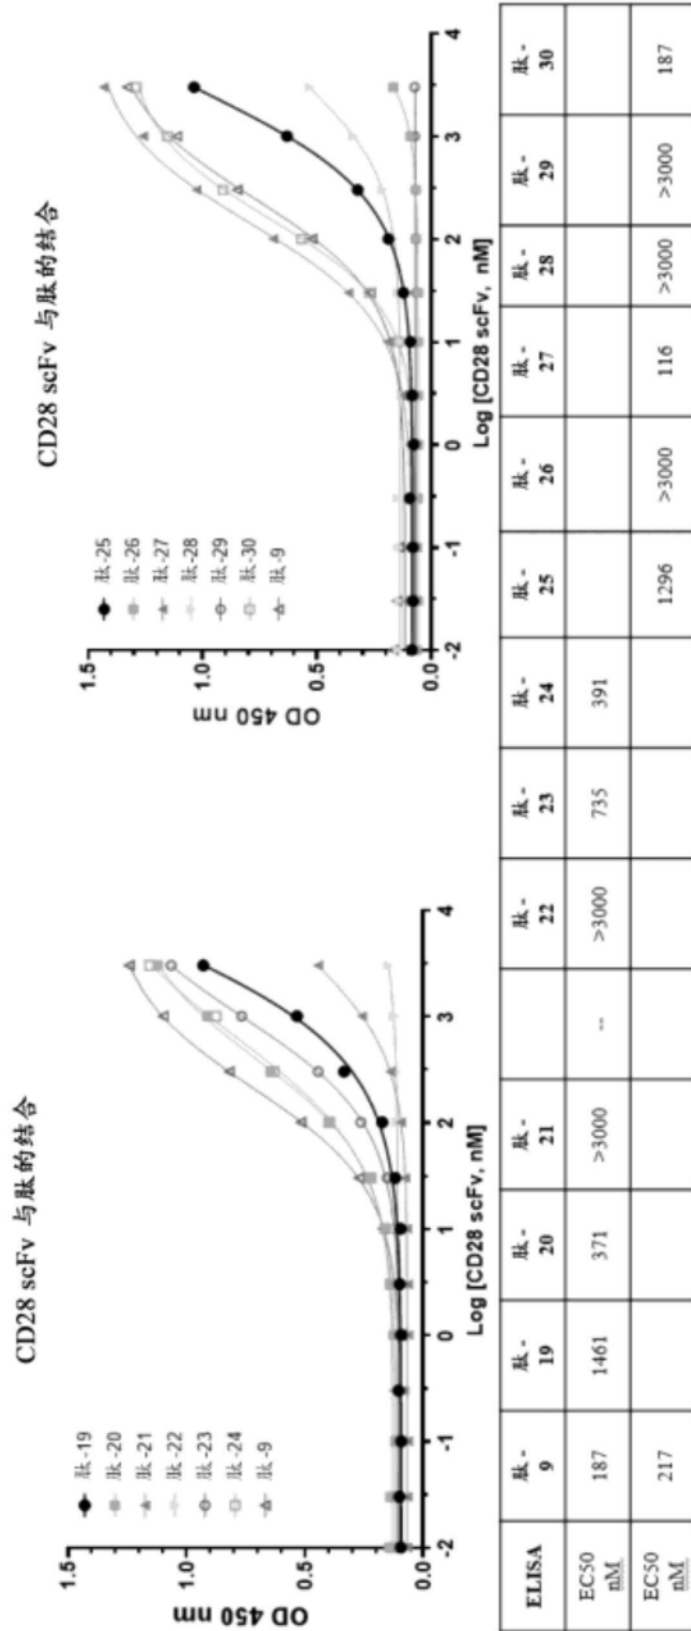 CD28 scFv 与肽的结合
肽-19
肽-20
肽-21
肽-22
肽-23
肽-24
肽-9
OD 450 nm
1.5
1.0
0.5
0.0
-2 -1 0 1 2 3 4
Log [CD28 scFv, nM]
CD28 scFv 与肽的结合
肽-25
肽-26
肽-27
肽-28
肽-29
肽-30
肽-9
OD 450 nm
1.5
1.0
0.5
0.0
-2 -1 0 1 2 3 4
Log [CD28 scFv, nM]
ELISA 肽-9 肽-19 肽-20 肽-21 肽-22 肽-23 肽-24 肽-25 肽-26 肽-27 肽-28 肽-29 肽-30
EC50 nM 187 1461 371 >3000 -- >3000 735 391
EC50 nM 217 1296 >3000 116 >3000 >3000 187